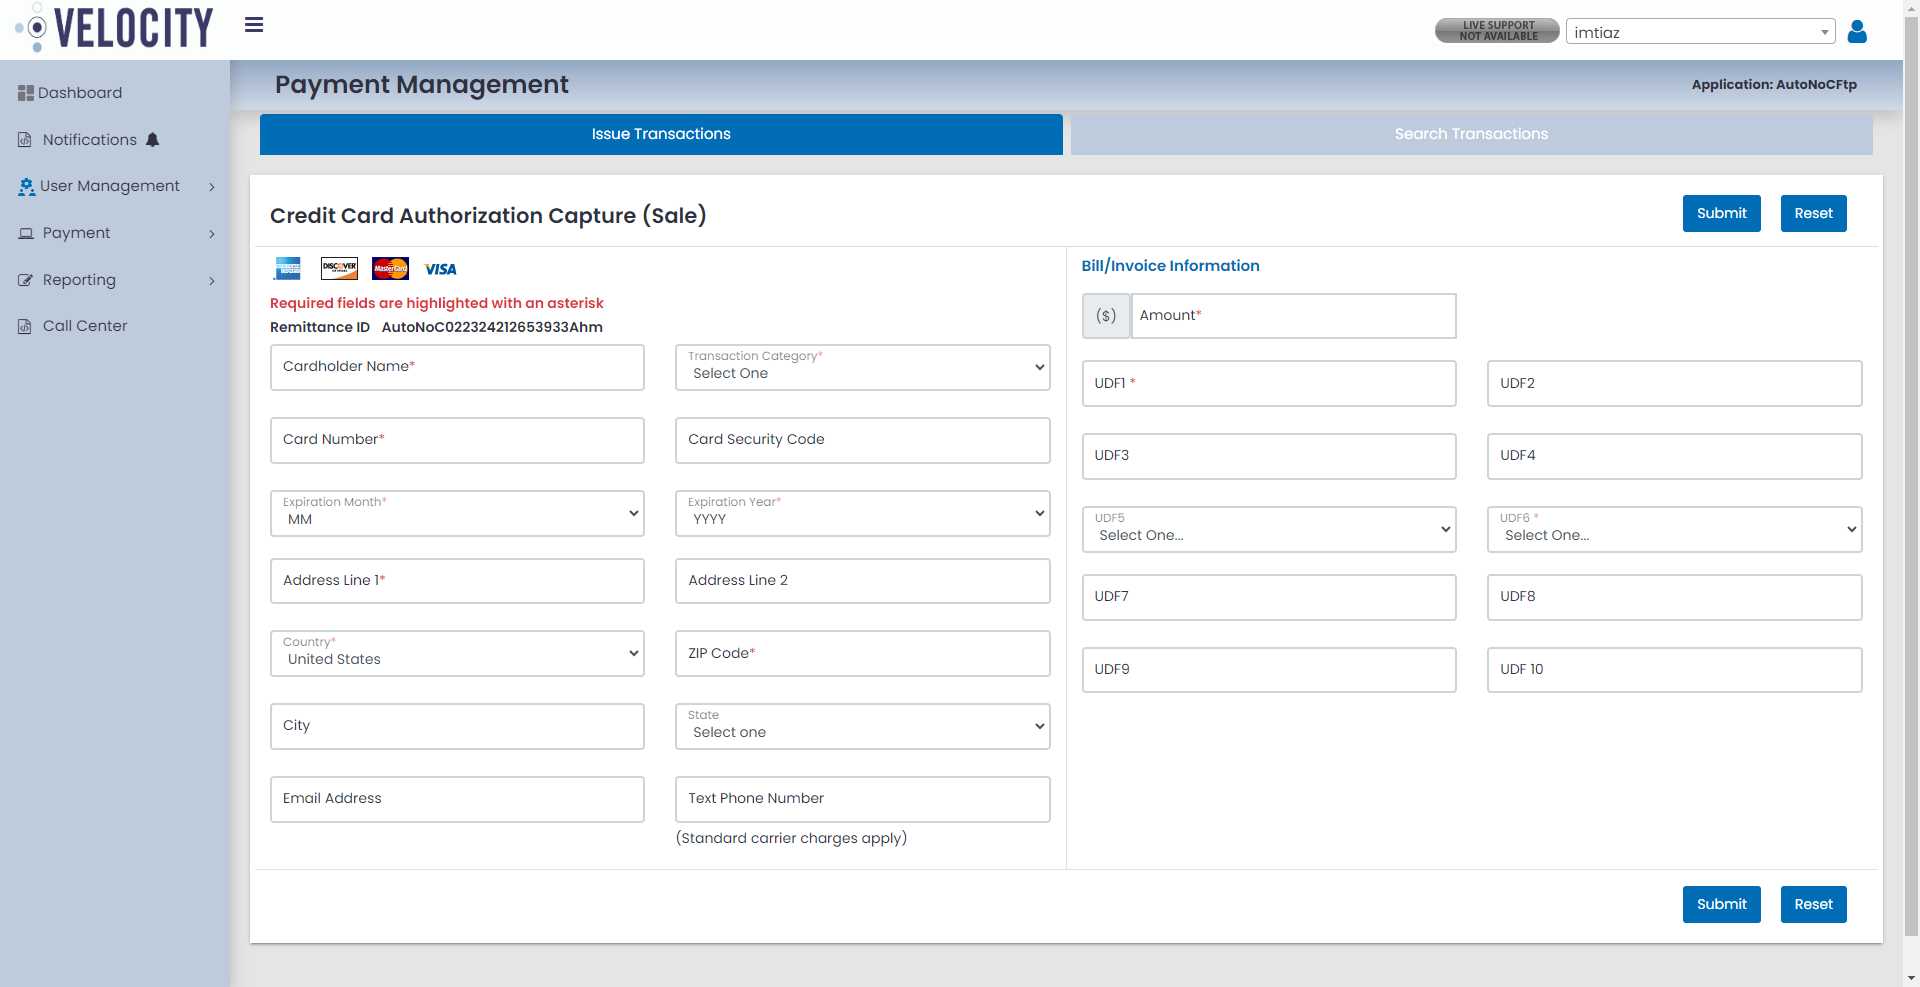 VELOCITY
LIVE SUPPORT
NOT AVAILABLE
imtiaz
Dashboard
Notifications
User Management
Payment
Reporting
Call Center
Payment Management
Application: AutoNoCFtp
Issue Transactions
Search Transactions
Credit Card Authorization Capture (Sale)
Submit
Reset
DISCOVER
MasterCard
VISA
Required fields are highlighted with an asterisk
Remittance ID AutoNoC022324212653933Ahm
Cardholder Name*
Transaction Category*
Select One
Card Number*
Card Security Code
Expiration Month*
MM
Expiration Year*
YYYY
Address Line 1*
Address Line 2
Country*
United States
ZIP Code*
City
State
Select one
Email Address
Text Phone Number
(Standard carrier charges apply)
Bill/Invoice Information
($)
Amount*
UDF1 *
UDF2
UDF3
UDF4
UDF5
Select One...
UDF6 *
Select One...
UDF7
UDF8
UDF9
UDF 10
Submit
Reset